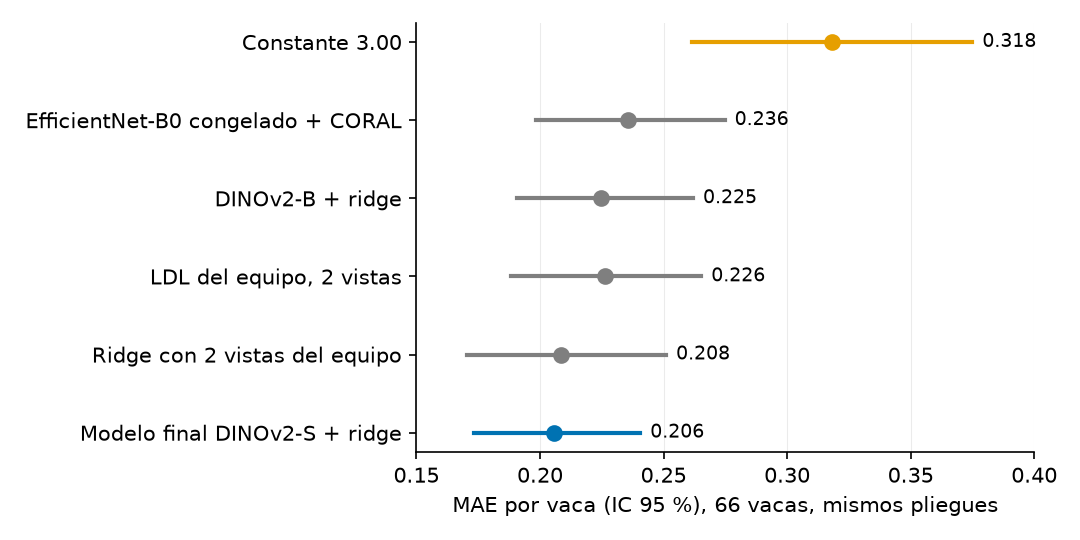 Constante 3.00 0.318
EfficientNet-B0 congelado + CORAL 0.236
DINOv2-B + ridge 0.225
LDL del equipo, 2 vistas 0.226
Ridge con 2 vistas del equipo 0.208
Modelo final DINOv2-S + ridge 0.206
0.15 0.20 0.25 0.30 0.35 0.40
MAE por vaca (IC 95 %), 66 vacas, mismos pliegues